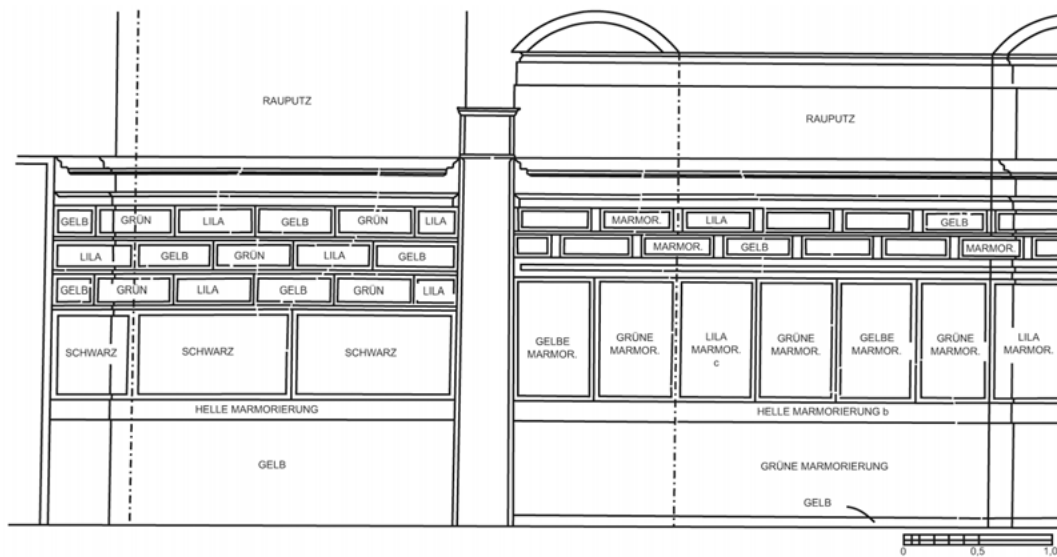 RAUPUTZ
RAUPUTZ
GELB GRÜN LILA GELB GRÜN LILA
MARMOR. LILA GELB
LILA GELB GRÜN LILA GELB
MARMOR. GELB MARMOR.
GELB GRÜN LILA GELB GRÜN LILA
SCHWARZ SCHWARZ SCHWARZ
GELBE MARMOR.
GRÜNE MARMOR.
LILA MARMOR. c
GRÜNE MARMOR.
GELBE MARMOR.
GRÜNE MARMOR.
LILA MARMOR.
HELLE MARMORIERUNG
HELLE MARMORIERUNG b
GELB
GRÜNE MARMORIERUNG
GELB
0 0,5 1,0